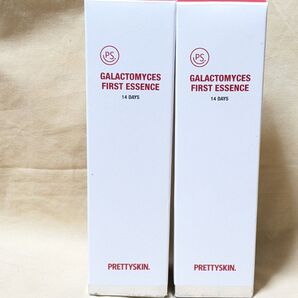 PS.
GALACTOMYCES
FIRST ESSENCE
14 DAYS
PRETTYSKIN.
PS.
GALACTOMYCES
FIRST ESSENCE
14 DAYS
PRETTYSKIN.